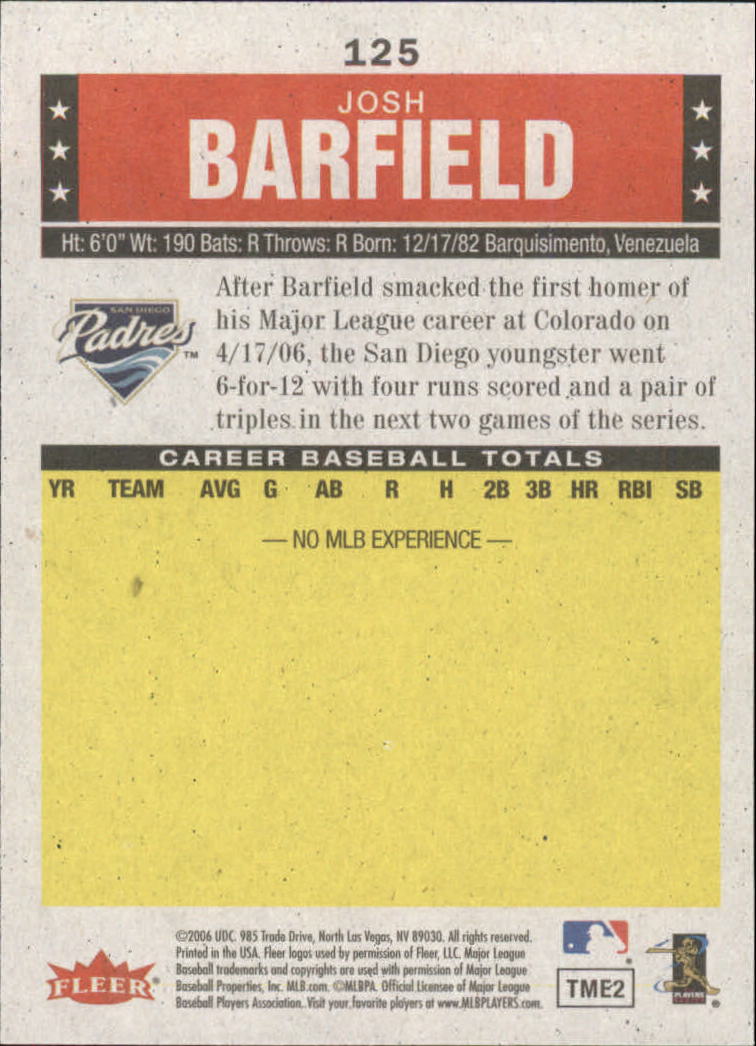 125
JOSH
BARFIELD
Ht: 6'0" Wt: 190 Bats: R Throws: R Born: 12/17/82 Barquisimento, Venezuela
SAN DIEGO
Padres™
After Barfield smacked the first homer of
his Major League career at Colorado on
4/17/06, the San Diego youngster went
6-for-12 with four runs scored and a pair of
triples in the next two games of the series.
CAREER BASEBALL TOTALS
YR TEAM AVG G AB R H 2B 3B HR RBI SB
— NO MLB EXPERIENCE —
FLEER®
©2006 UDC. 985 Trade Drive, North Las Vegas, NV 89030. All rights reserved.
Printed in the USA. Fleer logos used by permission of Fleer, LLC. Major League
Baseball trademarks and copyrights are used with permission of Major League
Baseball Properties, Inc. MLB.com. ©MLBPA. Official Licensee of Major League
Baseball Players Association. Visit your favorite players at www.MLBPLAYERS.com.
®
TME2
PLAYERS
®